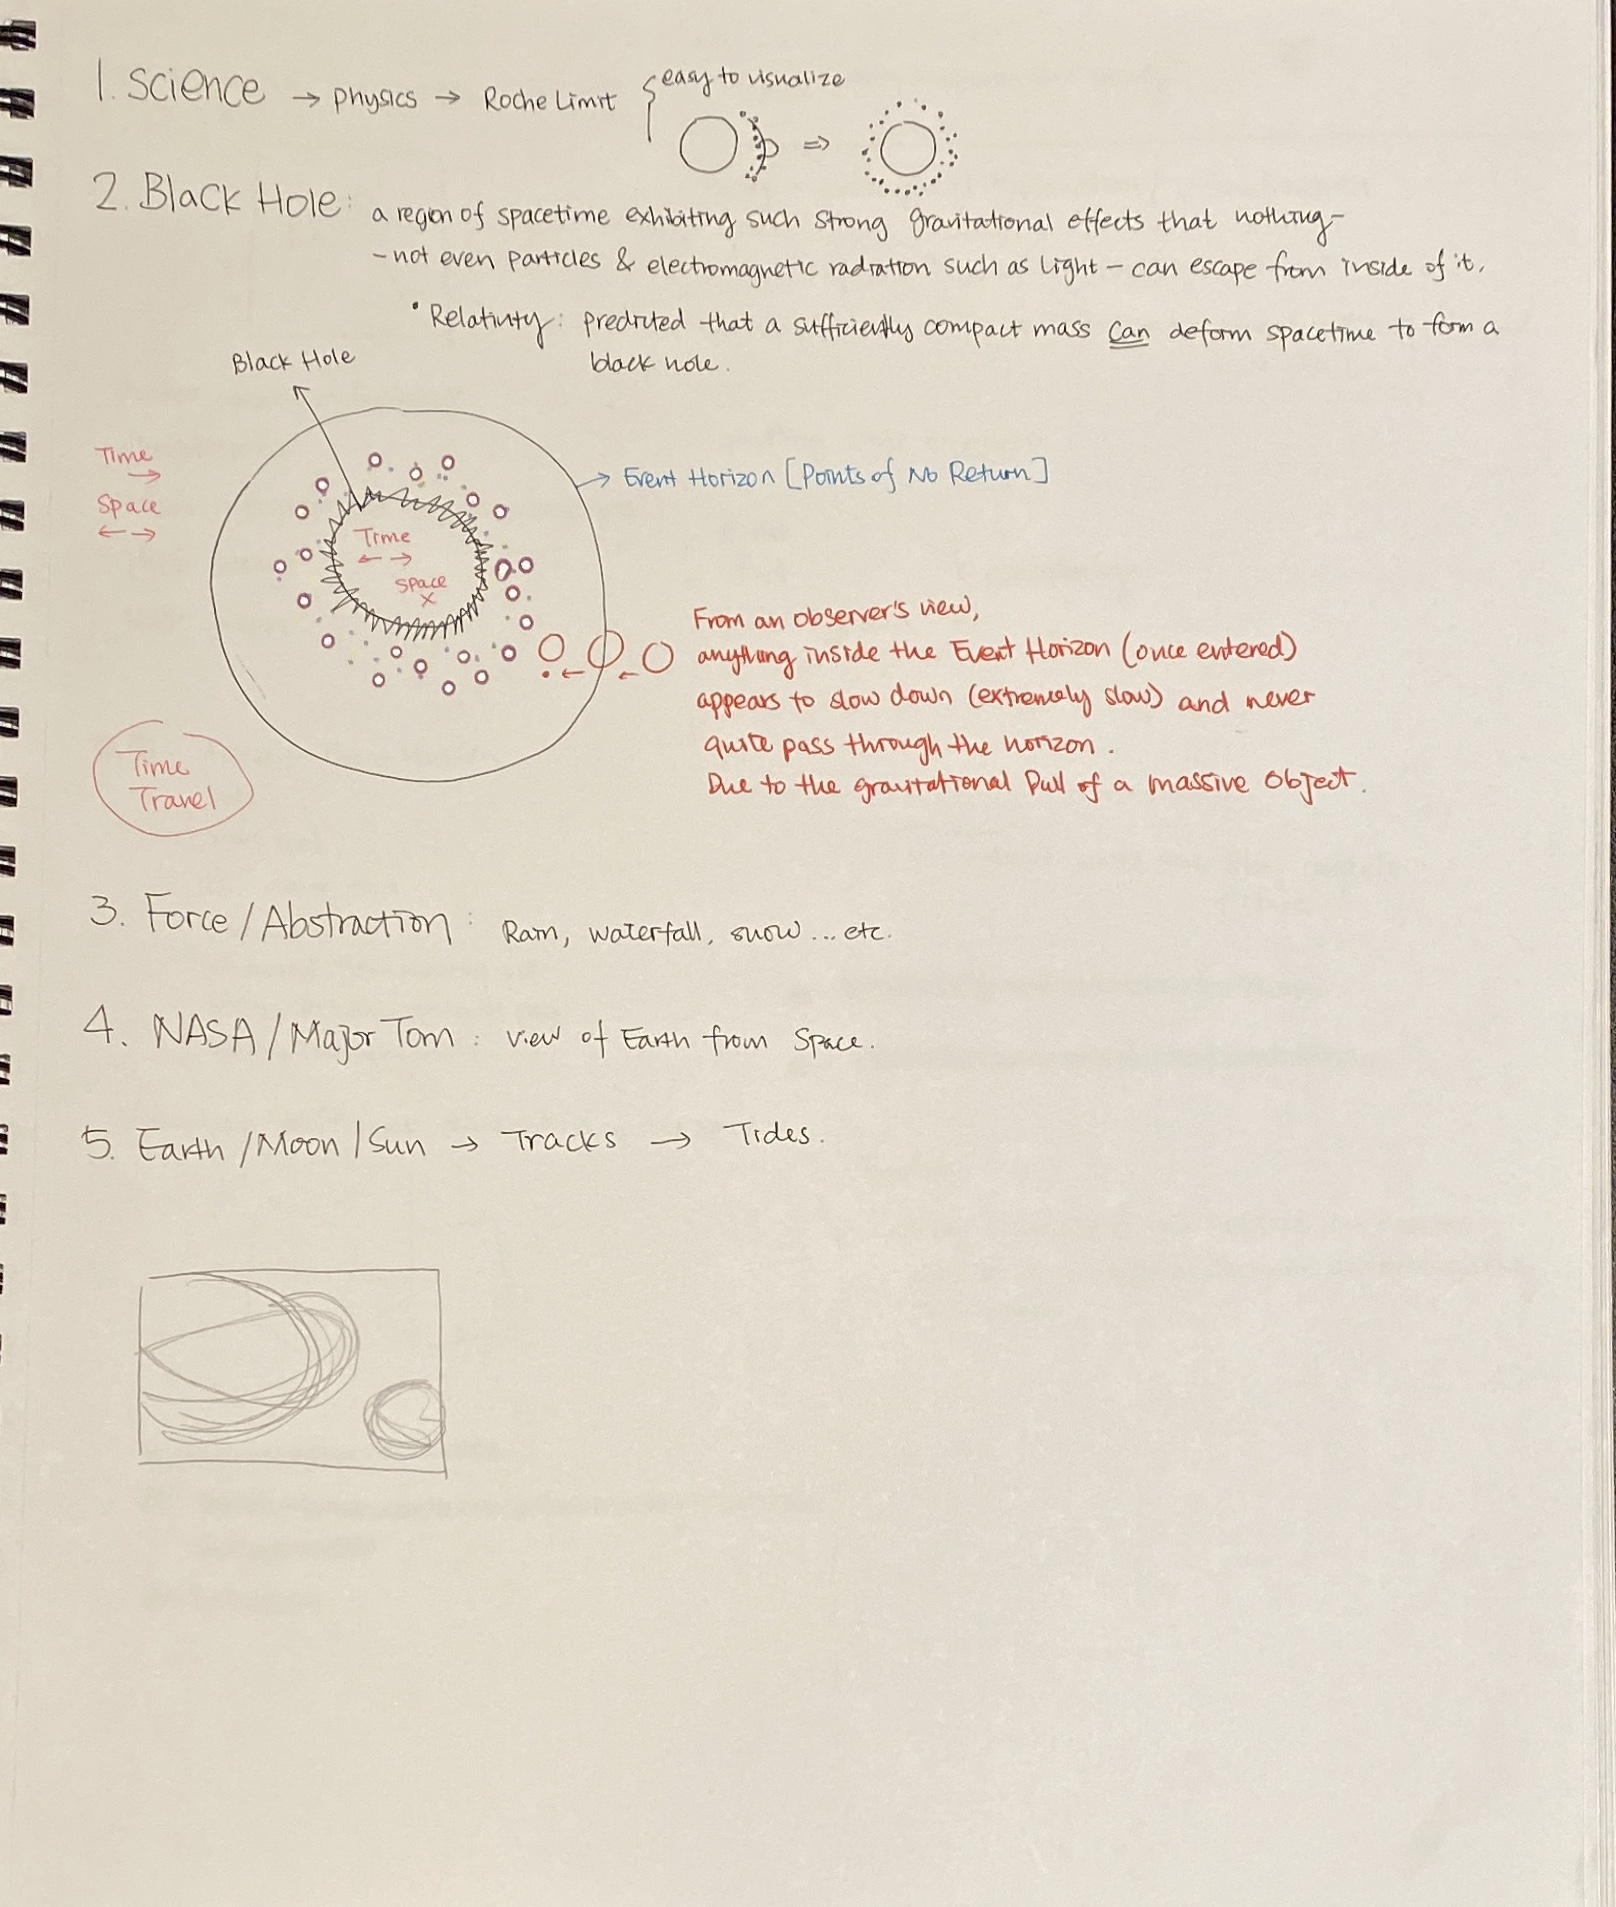 1. Science → Physics → Roche Limit
easy to visualize
2. Black Hole: a region of spacetime exhibiting such strong gravitational effects that nothing–
– not even particles & electromagnetic radiation such as light – can escape from inside of it.
• Relativity: predicted that a sufficiently compact mass can deform spacetime to form a
black hole.
Black Hole
Time
→
Space
← →
Event Horizon [Points of No Return]
Time
← →
Space
×
From an observer's view,
anything inside the Event Horizon (once entered)
appears to slow down (extremely slow) and never
quite pass through the horizon.
Due to the gravitational Pull of a massive Object.
Time
Travel
3. Force / Abstraction: Rain, waterfall, snow ... etc.
4. NASA / Major Tom: view of Earth from Space.
5. Earth / Moon / Sun → Tracks → Tides.